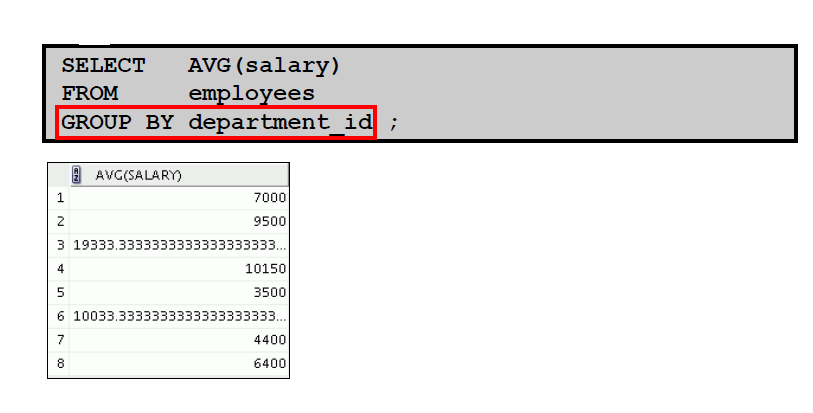 SELECT AVG(salary)
FROM employees
GROUP BY department_id ;
AVG(SALARY)
1 7000
2 9500
3 19333.3333333333333333333...
4 10150
5 3500
6 10033.3333333333333333333...
7 4400
8 6400